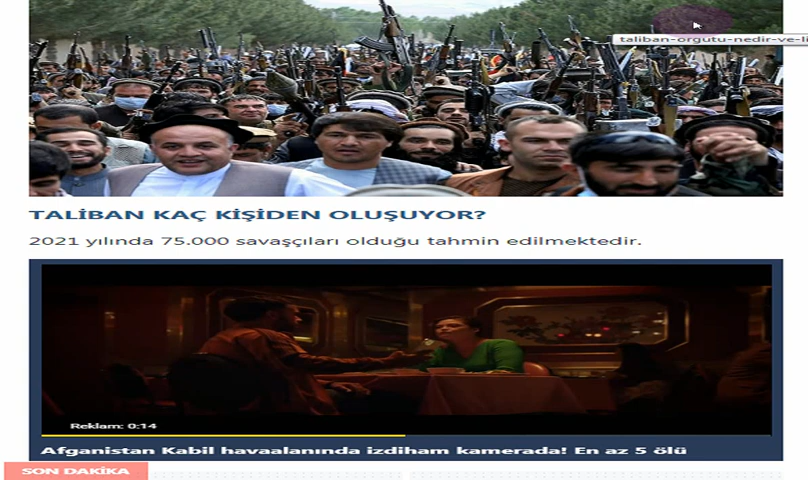 taliban-orgutu-nedir-ve-li
TALİBAN KAÇ KİŞİDEN OLUŞUYOR?
2021 yılında 75.000 savaşçıları olduğu tahmin edilmektedir.
Reklam: 0:14
Afganistan Kabil havaalanında izdiham kamerada! En az 5 ölü
SON DAKİKA